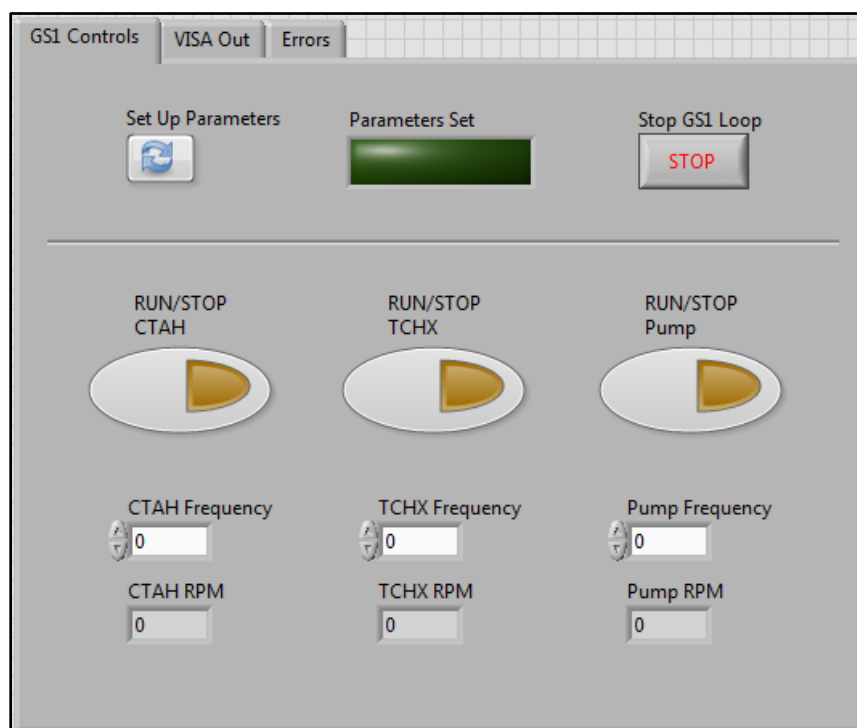 GS1 Controls VISA Out Errors
Set Up Parameters Parameters Set Stop GS1 Loop
STOP
RUN/STOP RUN/STOP RUN/STOP
CTAH TCHX Pump
CTAH Frequency TCHX Frequency Pump Frequency
0 0 0
CTAH RPM TCHX RPM Pump RPM
0 0 0